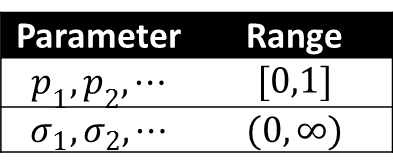 Parameter Range
p₁, p₂, ⋯ [0,1]
σ₁, σ₂, ⋯ (0, ∞)